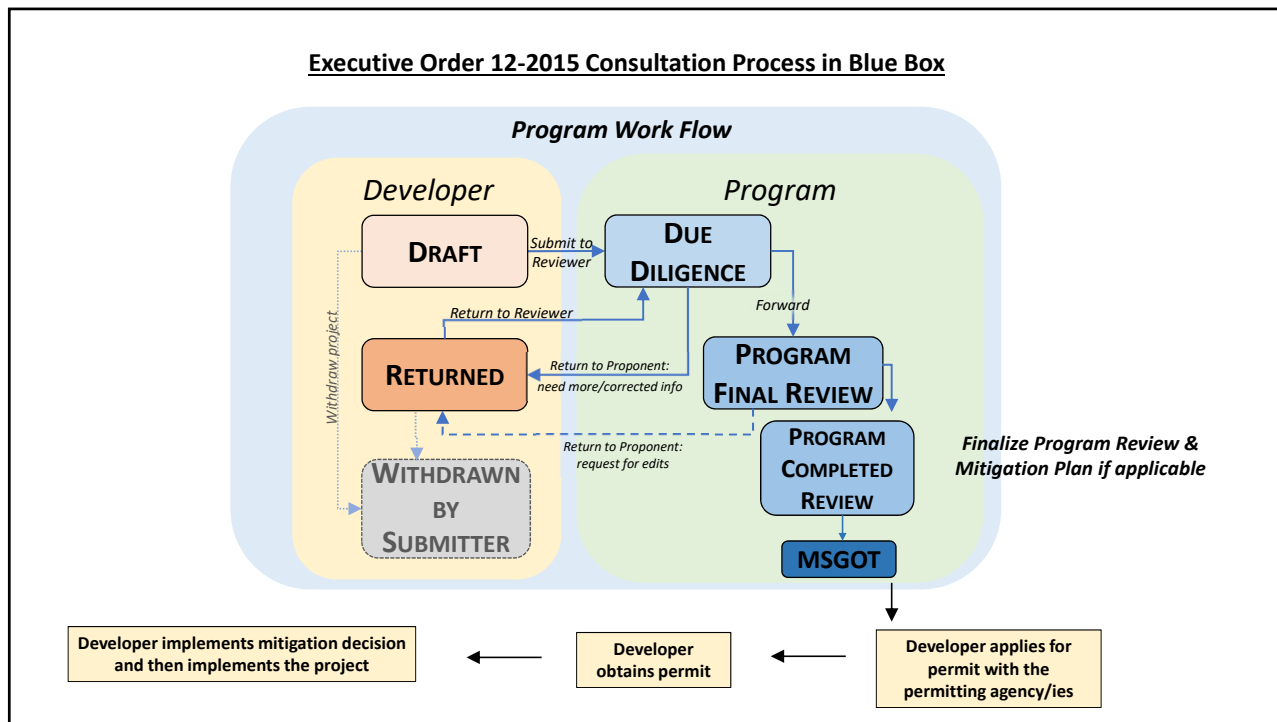 Executive Order 12-2015 Consultation Process in Blue Box
Program Work Flow
Developer
Program
DRAFT
Submit to
Reviewer
DUE
DILIGENCE
Withdraw project
Return to Reviewer
Forward
RETURNED
Return to Proponent:
need more/corrected info
PROGRAM
FINAL REVIEW
Return to Proponent:
request for edits
PROGRAM
COMPLETED
REVIEW
Finalize Program Review &
Mitigation Plan if applicable
WITHDRAWN
BY
SUBMITTER
MSGOT
Developer implements mitigation decision
and then implements the project
Developer
obtains permit
Developer applies for
permit with the
permitting agency/ies